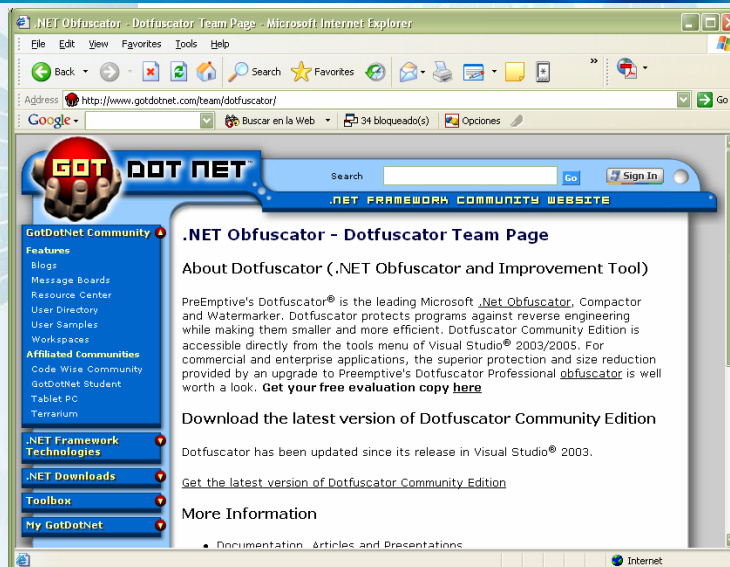 .NET Obfuscator - Dotfuscator Team Page - Microsoft Internet Explorer
File Edit View Favorites Tools Help
Back Search Favorites »
Address http://www.gotdotnet.com/team/dotfuscator/ Go
Google Buscar en la Web 34 bloqueado(s) Opciones
GOT DOT NET™
Search Go Sign In
.NET FRAMEWORK COMMUNITY WEBSITE
GotDotNet Community
Features
Blogs
Message Boards
Resource Center
User Directory
User Samples
Workspaces
Affiliated Communities
Code Wise Community
GotDotNet Student
Tablet PC
Terrarium
.NET Framework
Technologies
.NET Downloads
Toolbox
My GotDotNet
.NET Obfuscator - Dotfuscator Team Page
About Dotfuscator (.NET Obfuscator and Improvement Tool)
PreEmptive's Dotfuscator® is the leading Microsoft .Net Obfuscator, Compactor
and Watermarker. Dotfuscator protects programs against reverse engineering
while making them smaller and more efficient. Dotfuscator Community Edition is
accessible directly from the tools menu of Visual Studio® 2003/2005. For
commercial and enterprise applications, the superior protection and size reduction
provided by an upgrade to Preemptive's Dotfuscator Professional obfuscator is well
worth a look. Get your free evaluation copy here
Download the latest version of Dotfuscator Community Edition
Dotfuscator has been updated since its release in Visual Studio® 2003.
Get the latest version of Dotfuscator Community Edition
More Information
• Documentation, Articles and Presentations
Internet